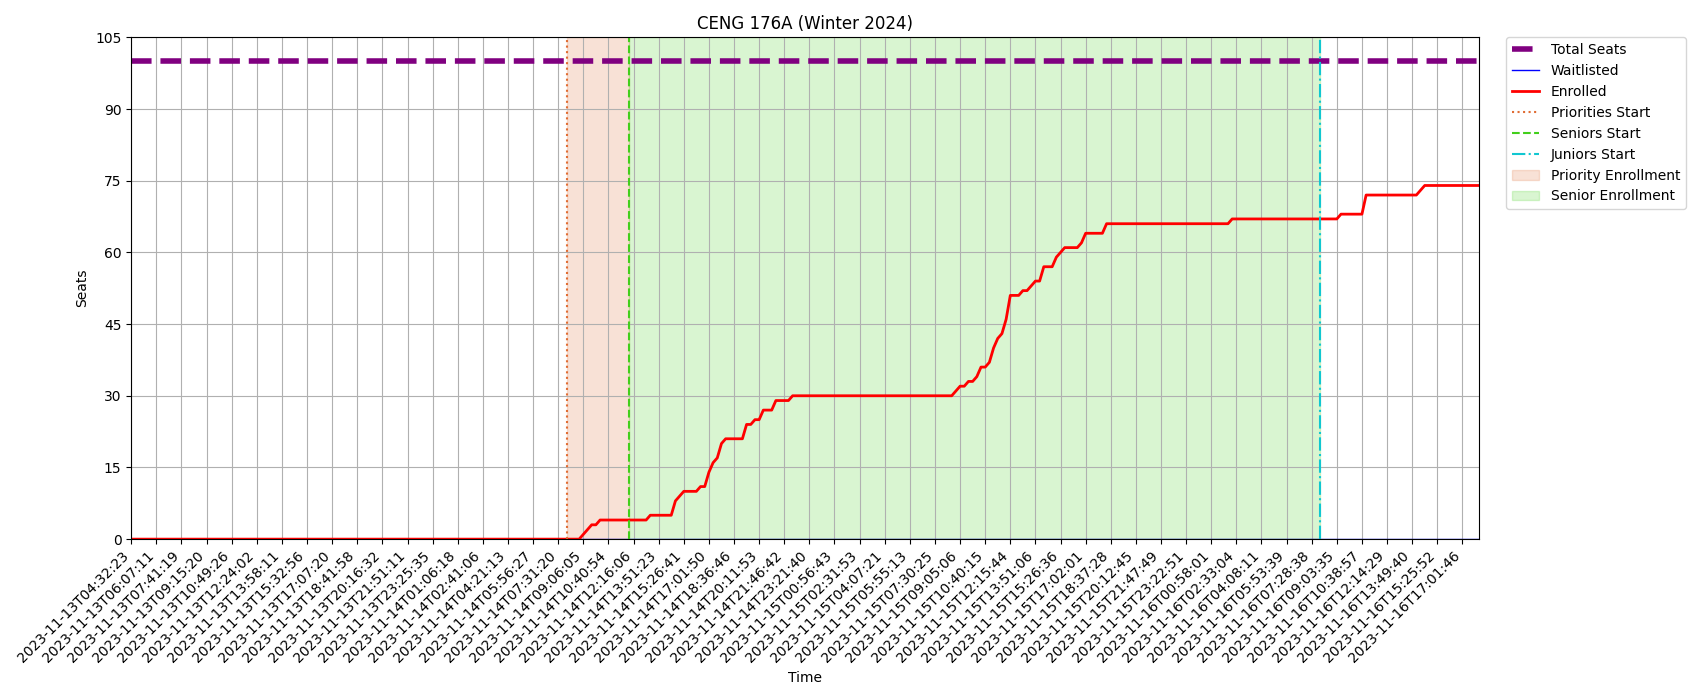 CENG 176A (Winter 2024)
105
90
75
60
45
30
15
0
Seats
2023-11-13T04:32:23
2023-11-13T06:07:11
2023-11-13T07:41:19
2023-11-13T09:15:20
2023-11-13T10:49:26
2023-11-13T12:24:02
2023-11-13T13:58:11
2023-11-13T15:32:56
2023-11-13T17:07:20
2023-11-13T18:41:58
2023-11-13T20:16:32
2023-11-13T21:51:11
2023-11-13T23:25:35
2023-11-14T01:06:18
2023-11-14T02:41:06
2023-11-14T04:21:13
2023-11-14T05:56:27
2023-11-14T07:31:20
2023-11-14T09:06:05
2023-11-14T10:40:54
2023-11-14T12:16:06
2023-11-14T13:51:23
2023-11-14T15:26:41
2023-11-14T17:01:50
2023-11-14T18:36:46
2023-11-14T20:11:53
2023-11-14T21:46:42
2023-11-14T23:21:40
2023-11-15T00:56:43
2023-11-15T02:31:53
2023-11-15T04:07:21
2023-11-15T05:55:13
2023-11-15T07:30:25
2023-11-15T09:05:06
2023-11-15T10:40:15
2023-11-15T12:15:44
2023-11-15T13:51:06
2023-11-15T15:26:36
2023-11-15T17:02:01
2023-11-15T18:37:28
2023-11-15T20:12:45
2023-11-15T21:47:49
2023-11-15T23:22:51
2023-11-16T00:58:01
2023-11-16T02:33:04
2023-11-16T04:08:11
2023-11-16T05:53:39
2023-11-16T07:28:38
2023-11-16T09:03:35
2023-11-16T10:38:57
2023-11-16T12:14:29
2023-11-16T13:49:40
2023-11-16T15:25:52
2023-11-16T17:01:46
Time
Total Seats
Waitlisted
Enrolled
Priorities Start
Seniors Start
Juniors Start
Priority Enrollment
Senior Enrollment